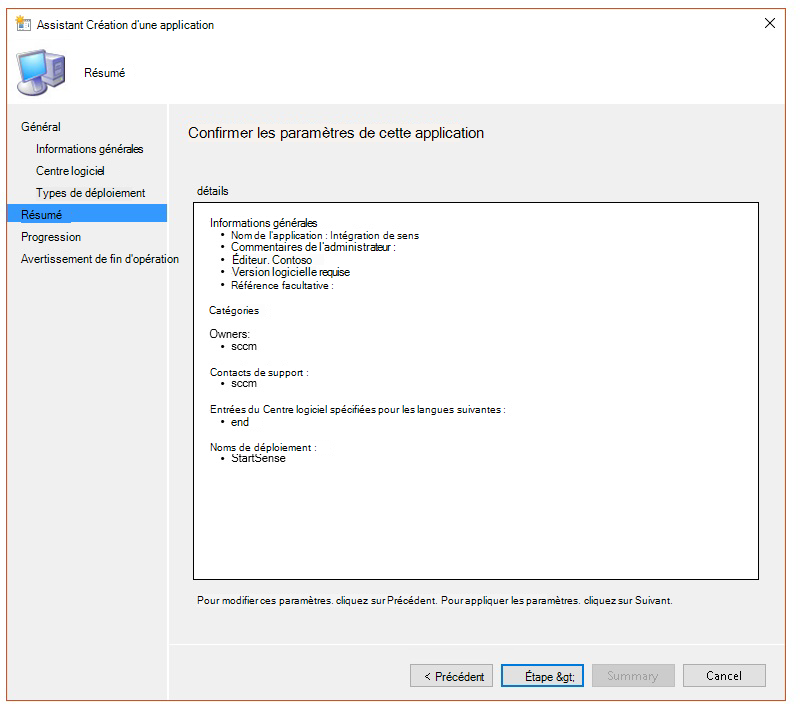 Assistant Création d'une application
Résumé
Général
Informations générales
Centre logiciel
Types de déploiement
Résumé
Progression
Avertissement de fin d'opération
Confirmer les paramètres de cette application
détails
Informations générales
• Nom de l'application : Intégration de sens
• Commentaires de l'administrateur :
• Éditeur. Contoso
• Version logicielle requise
• Référence facultative :
Catégories
Owners:
• sccm
Contacts de support :
• sccm
Entrées du Centre logiciel spécifiées pour les langues suivantes :
• end
Noms de déploiement :
• StartSense
Pour modifier ces paramètres. cliquez sur Précédent. Pour appliquer les paramètres. cliquez sur Suivant.
< Précédent
Étape &gt;
Summary
Cancel